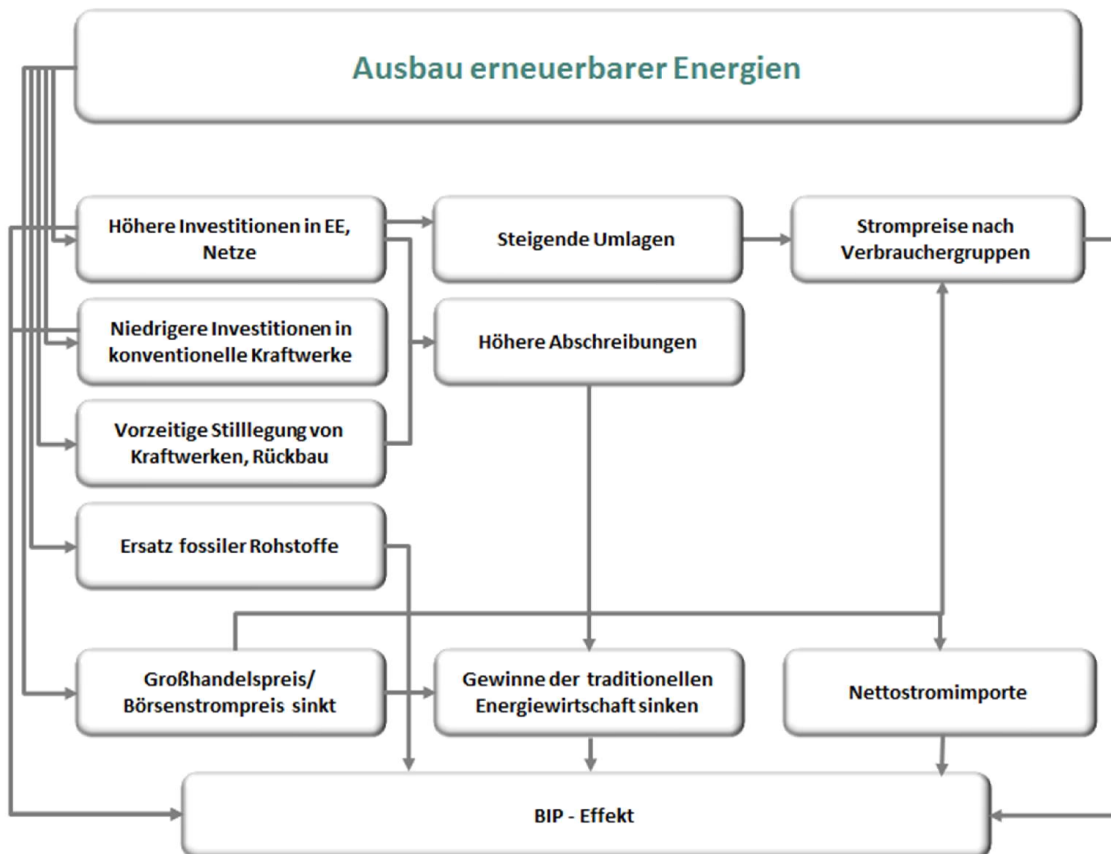 Ausbau erneuerbarer Energien
Höhere Investitionen in EE,
Netze
Steigende Umlagen
Strompreise nach
Verbrauchergruppen
Niedrigere Investitionen in
konventionelle Kraftwerke
Höhere Abschreibungen
Vorzeitige Stilllegung von
Kraftwerken, Rückbau
Ersatz fossiler Rohstoffe
Großhandelspreis/
Börsenstrompreis sinkt
Gewinne der traditionellen
Energiewirtschaft sinken
Nettostromimporte
BIP - Effekt